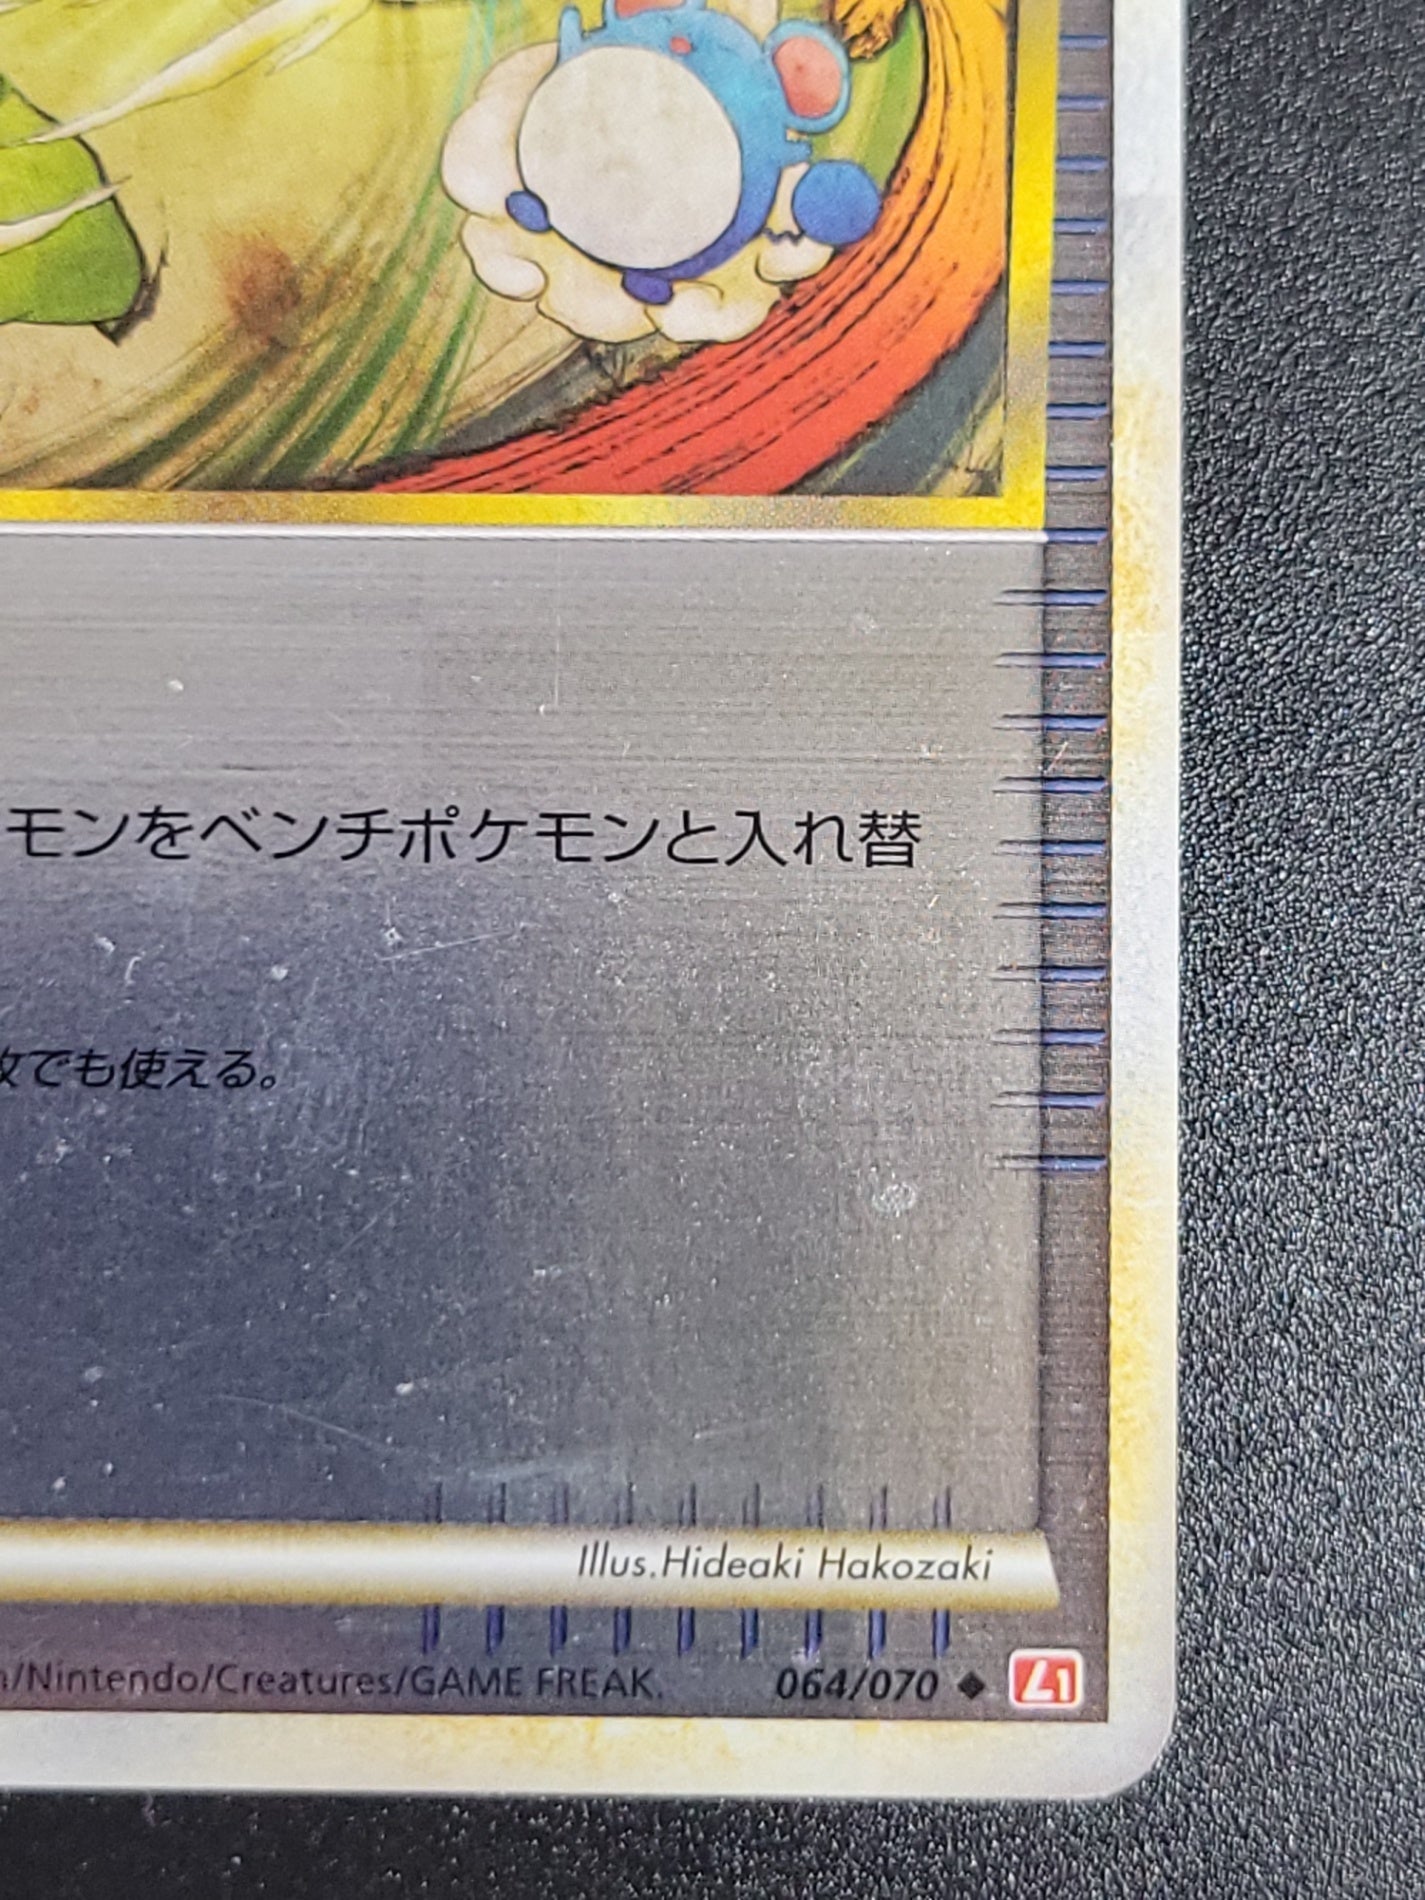 モンをベンチポケモンと入れ替
枚でも使える。
Illus.Hideaki Hakozaki
/Nintendo/Creatures/GAME FREAK.
064/070 ◆ L1